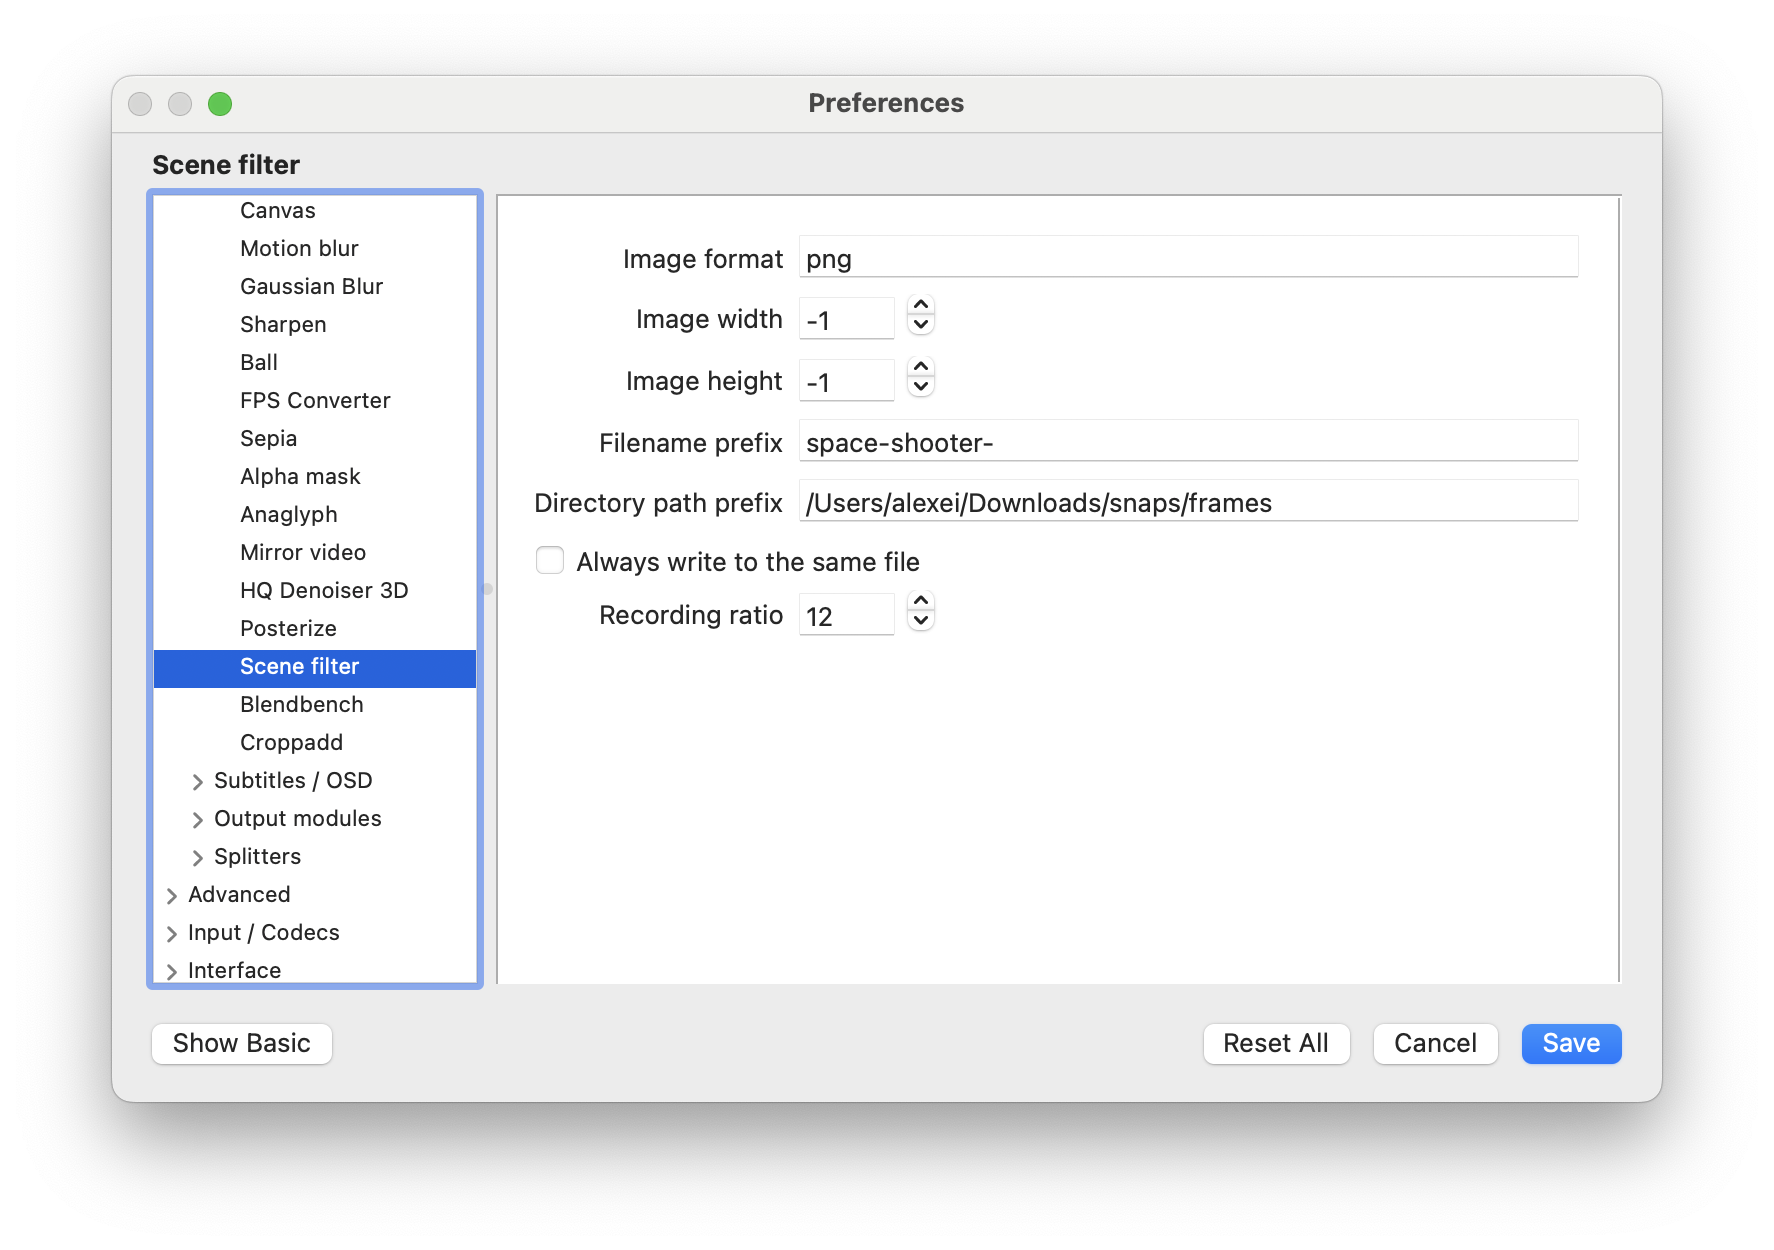 Preferences
Scene filter
Canvas
Motion blur
Gaussian Blur
Sharpen
Ball
FPS Converter
Sepia
Alpha mask
Anaglyph
Mirror video
HQ Denoiser 3D
Posterize
Scene filter
Blendbench
Croppadd
Subtitles / OSD
Output modules
Splitters
Advanced
Input / Codecs
Interface
Image format png
Image width -1
Image height -1
Filename prefix space-shooter-
Directory path prefix /Users/alexei/Downloads/snaps/frames
Always write to the same file
Recording ratio 12
Show Basic Reset All Cancel Save